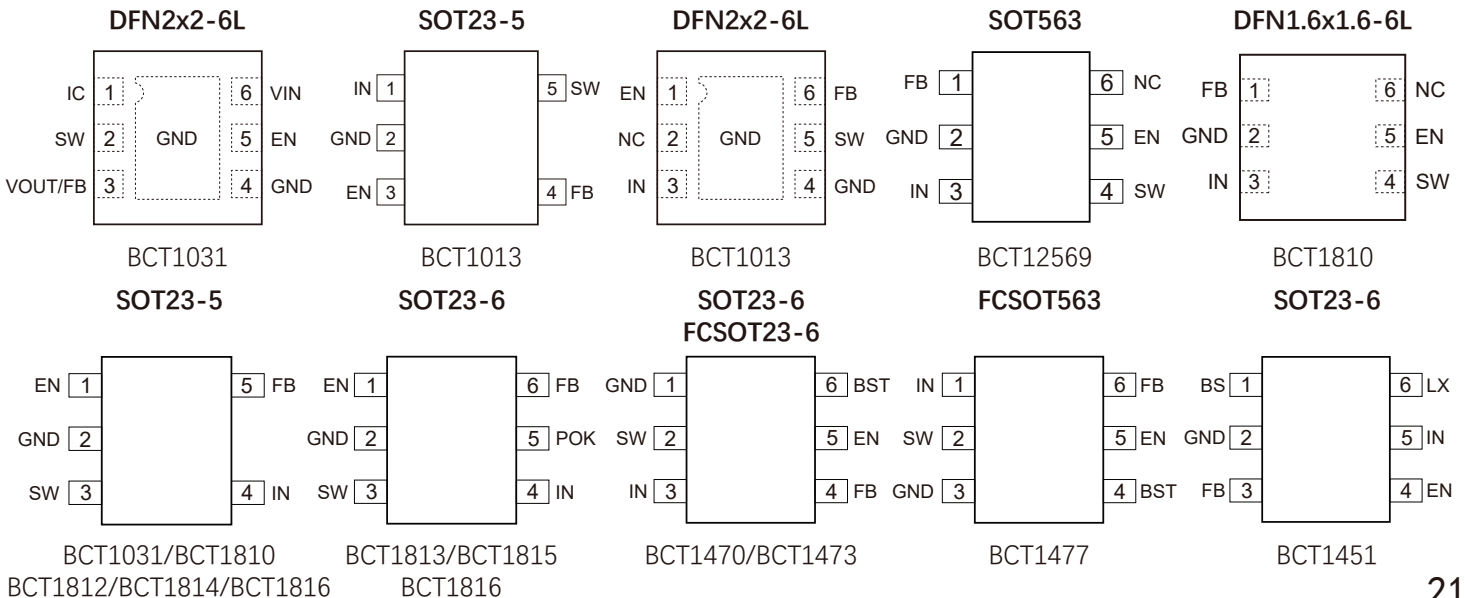 DFN2x2-6L
IC 1 6 VIN
SW 2 GND 5 EN
VOUT/FB 3 4 GND
BCT1031
SOT23-5
IN 1 5 SW
GND 2
EN 3 4 FB
BCT1013
DFN2x2-6L
EN 1 6 FB
NC 2 GND 5 SW
IN 3 4 GND
BCT1013
SOT563
FB 1 6 NC
GND 2 5 EN
IN 3 4 SW
BCT12569
DFN1.6x1.6-6L
FB 1 6 NC
GND 2 5 EN
IN 3 4 SW
BCT1810
SOT23-5
EN 1 5 FB
GND 2
SW 3 4 IN
BCT1031/BCT1810
BCT1812/BCT1814/BCT1816
SOT23-6
EN 1 6 FB
GND 2 5 POK
SW 3 4 IN
BCT1813/BCT1815
BCT1816
SOT23-6
FCSOT23-6
GND 1 6 BST
SW 2 5 EN
IN 3 4 FB
BCT1470/BCT1473
FCSOT563
IN 1 6 FB
SW 2 5 EN
GND 3 4 BST
BCT1477
SOT23-6
BS 1 6 LX
GND 2 5 IN
FB 3 4 EN
BCT1451
21